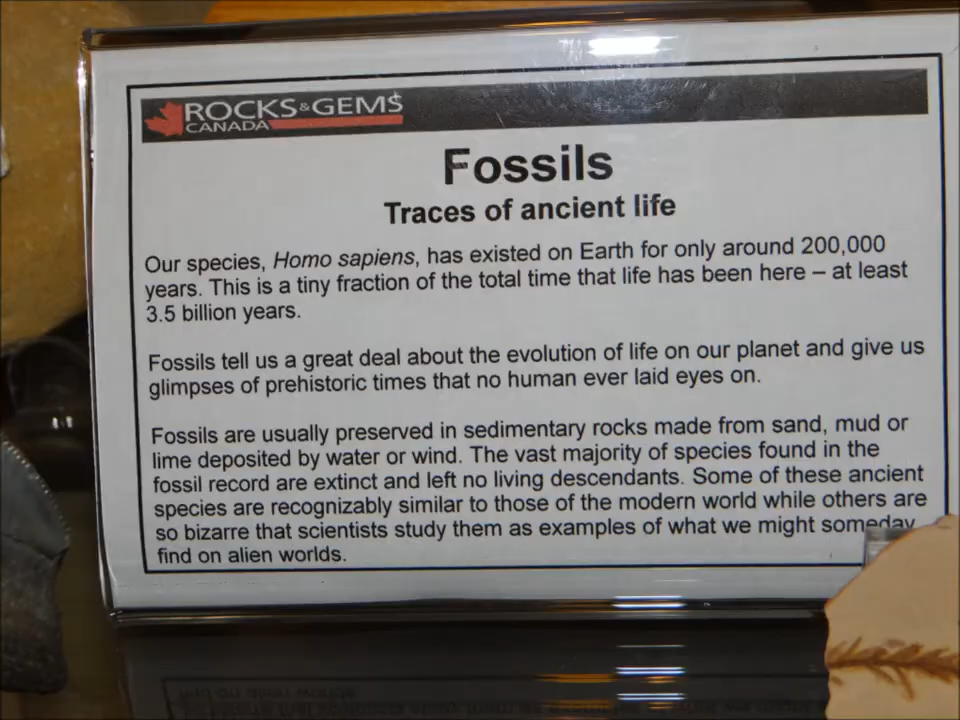 ROCKS&GEMS
CANADA
Fossils
Traces of ancient life
Our species, Homo sapiens, has existed on Earth for only around 200,000
years. This is a tiny fraction of the total time that life has been here – at least
3.5 billion years.
Fossils tell us a great deal about the evolution of life on our planet and give us
glimpses of prehistoric times that no human ever laid eyes on.
Fossils are usually preserved in sedimentary rocks made from sand, mud or
lime deposited by water or wind. The vast majority of species found in the
fossil record are extinct and left no living descendants. Some of these ancient
species are recognizably similar to those of the modern world while others are
so bizarre that scientists study them as examples of what we might someday
find on alien worlds.